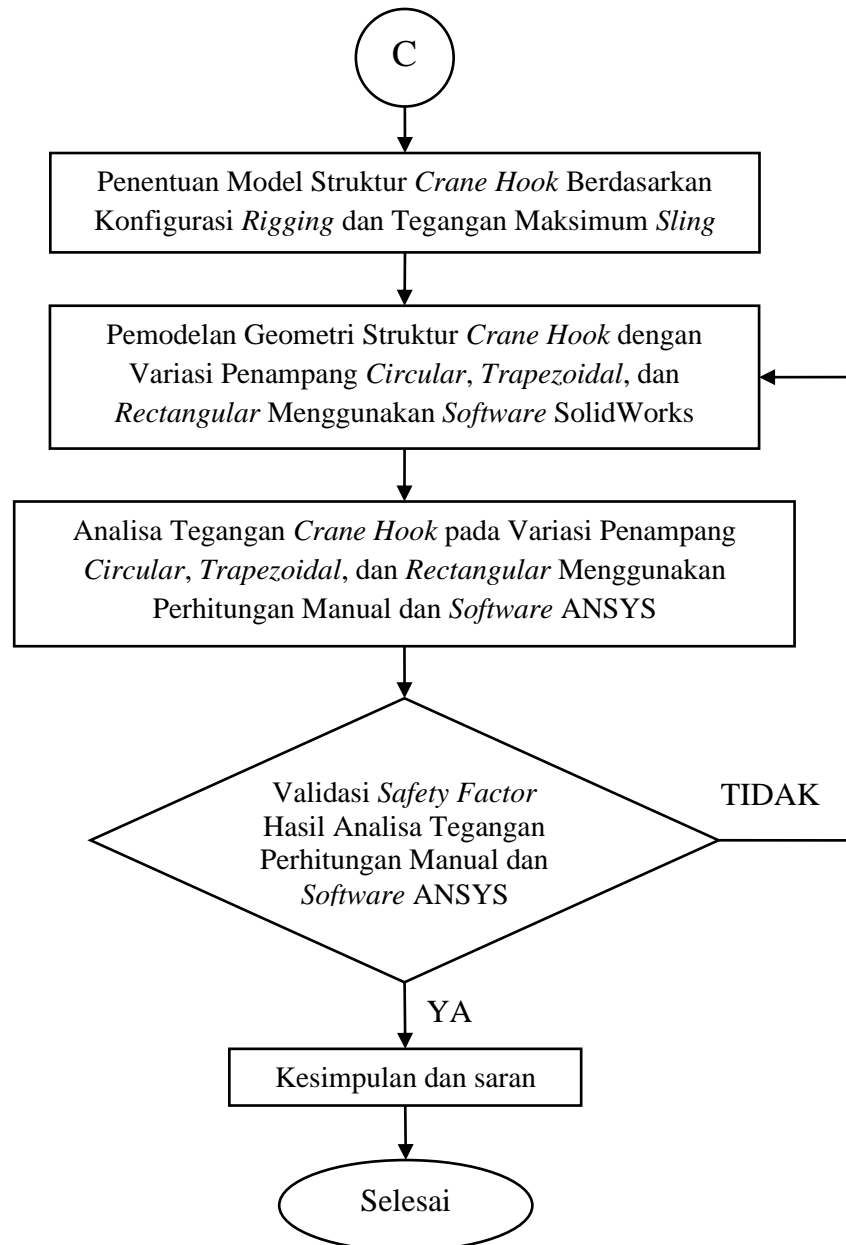 C
Penentuan Model Struktur Crane Hook Berdasarkan
Konfigurasi Rigging dan Tegangan Maksimum Sling
Pemodelan Geometri Struktur Crane Hook dengan
Variasi Penampang Circular, Trapezoidal, dan
Rectangular Menggunakan Software SolidWorks
Analisa Tegangan Crane Hook pada Variasi Penampang
Circular, Trapezoidal, dan Rectangular Menggunakan
Perhitungan Manual dan Software ANSYS
Validasi Safety Factor
Hasil Analisa Tegangan
Perhitungan Manual dan
Software ANSYS
TIDAK
YA
Kesimpulan dan saran
Selesai